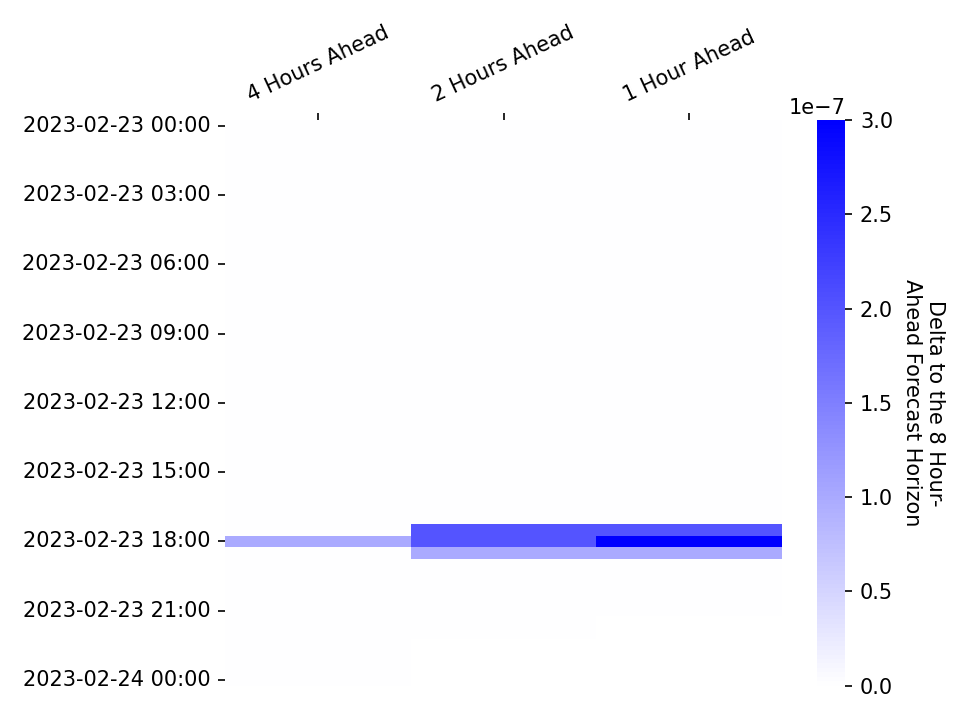 4 Hours Ahead
2 Hours Ahead
1 Hour Ahead
2023-02-23 00:00
2023-02-23 03:00
2023-02-23 06:00
2023-02-23 09:00
2023-02-23 12:00
2023-02-23 15:00
2023-02-23 18:00
2023-02-23 21:00
2023-02-24 00:00
1e−7
3.0
2.5
2.0
1.5
1.0
0.5
0.0
Delta to the 8 Hour-
Ahead Forecast Horizon